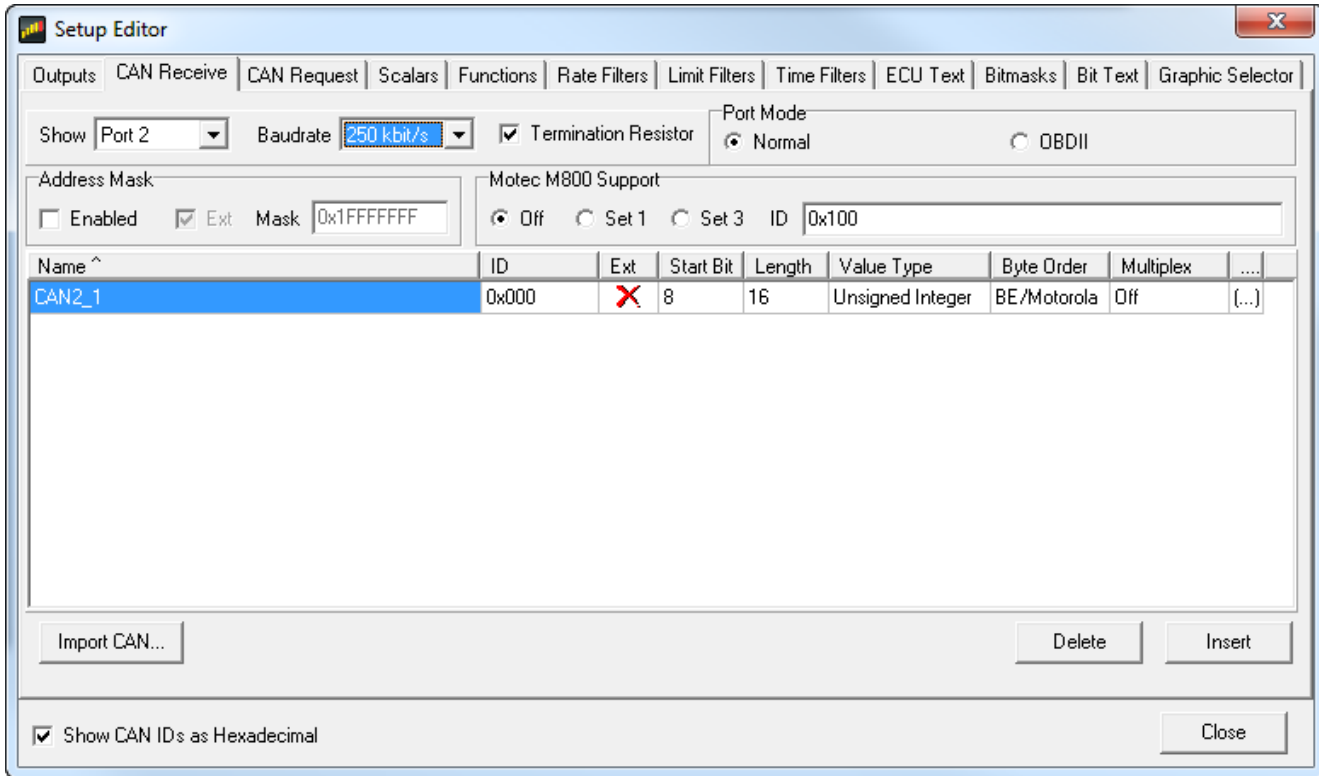 Setup Editor
Outputs CAN Receive CAN Request Scalars Functions Rate Filters Limit Filters Time Filters ECU Text Bitmasks Bit Text Graphic Selector
Show Port 2 Baudrate 250 kbit/s Termination Resistor
Port Mode
Normal OBDII
Address Mask
Enabled Ext Mask 0x1FFFFFFF
Motec M800 Support
Off Set 1 Set 3 ID 0x100
Name ^ ID Ext Start Bit Length Value Type Byte Order Multiplex ....
CAN2_1 0x000 8 16 Unsigned Integer BE/Motorola Off (...)
Import CAN... Delete Insert
Show CAN IDs as Hexadecimal Close